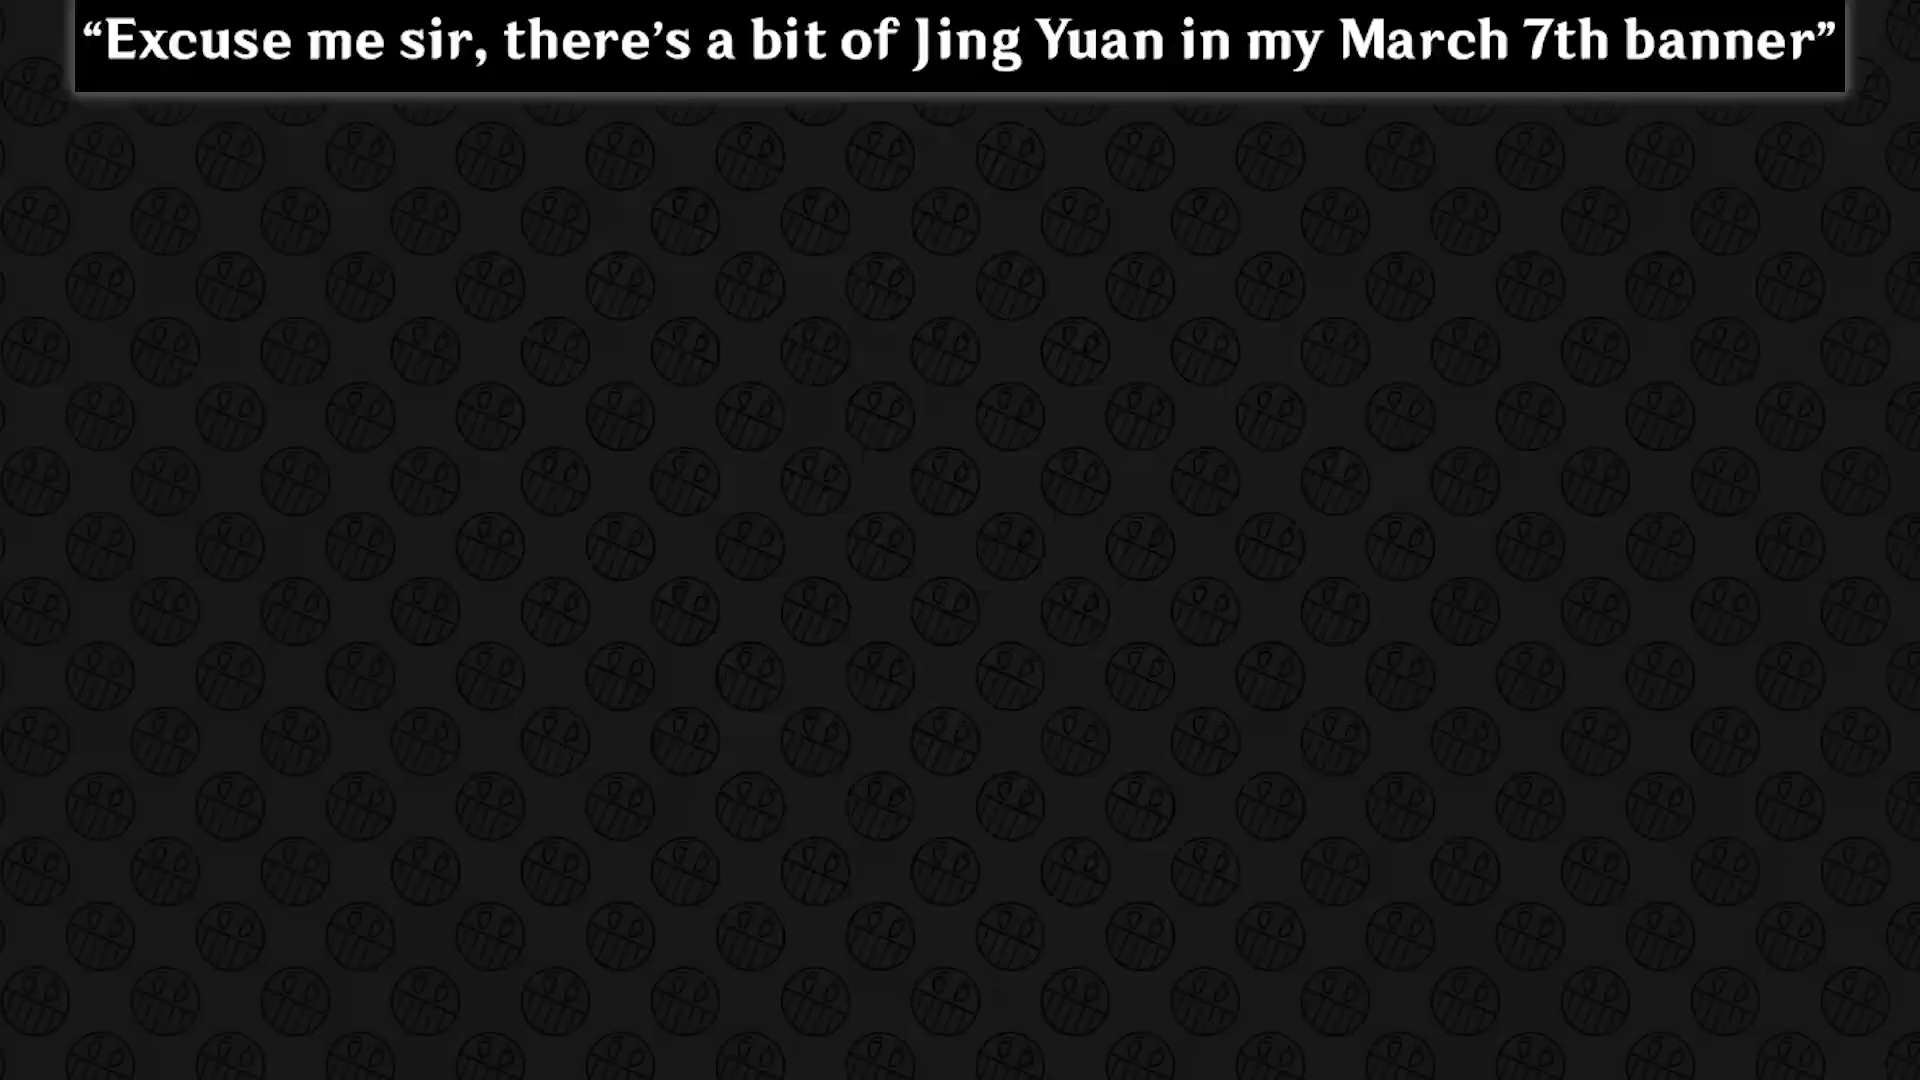 “Excuse me sir, there’s a bit of Jing Yuan in my March 7th banner”